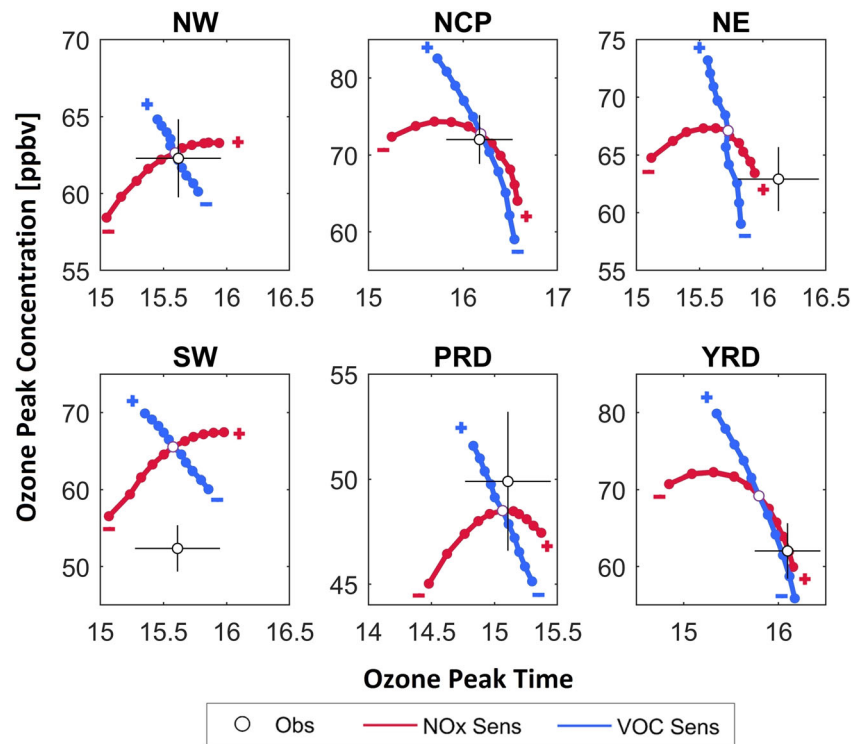 NW NCP NE
70
65
60
55
15 15.5 16 16.5
80
70
60
15 16 17
75
70
65
60
55
15 15.5 16 16.5
Ozone Peak Concentration [ppbv]
SW PRD YRD
70
60
50
15 15.5 16 16.5
55
50
45
14 14.5 15 15.5
80
70
60
15 16
Ozone Peak Time
Obs NOx Sens VOC Sens